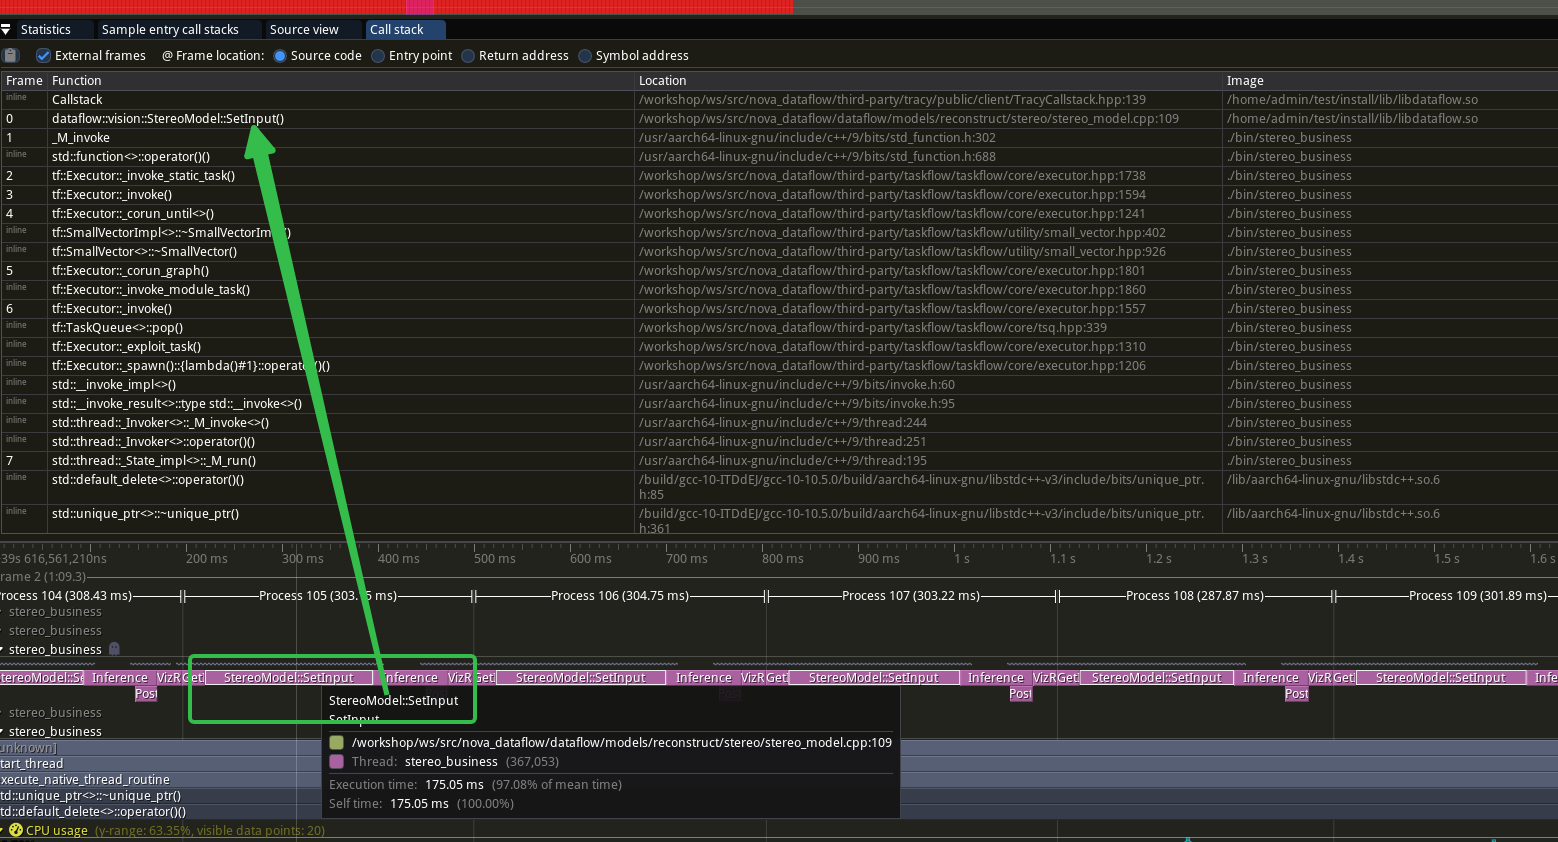 Statistics Sample entry call stacks Source view Call stack
External frames @ Frame location: Source code Entry point Return address Symbol address
Frame Function Location Image
inline Callstack /workshop/ws/src/nova_dataflow/third-party/tracy/public/client/TracyCallstack.hpp:139 /home/admin/test/install/lib/libdataflow.so
0 dataflow::vision::StereoModel::SetInput() /workshop/ws/src/nova_dataflow/dataflow/models/reconstruct/stereo/stereo_model.cpp:109 /home/admin/test/install/lib/libdataflow.so
1 _M_invoke /usr/aarch64-linux-gnu/include/c++/9/bits/std_function.h:302 ./bin/stereo_business
inline std::function<>::operator()() /usr/aarch64-linux-gnu/include/c++/9/bits/std_function.h:688 ./bin/stereo_business
2 tf::Executor::_invoke_static_task() /workshop/ws/src/nova_dataflow/third-party/taskflow/taskflow/core/executor.hpp:1738 ./bin/stereo_business
3 tf::Executor::_invoke() /workshop/ws/src/nova_dataflow/third-party/taskflow/taskflow/core/executor.hpp:1594 ./bin/stereo_business
4 tf::Executor::_corun_until<>() /workshop/ws/src/nova_dataflow/third-party/taskflow/taskflow/core/executor.hpp:1241 ./bin/stereo_business
inline tf::SmallVectorImpl<>::~SmallVectorIm ) /workshop/ws/src/nova_dataflow/third-party/taskflow/taskflow/utility/small_vector.hpp:402 ./bin/stereo_business
inline tf::SmallVector<>::~SmallVector() /workshop/ws/src/nova_dataflow/third-party/taskflow/taskflow/utility/small_vector.hpp:926 ./bin/stereo_business
5 tf::Executor::_corun_graph() /workshop/ws/src/nova_dataflow/third-party/taskflow/taskflow/core/executor.hpp:1801 ./bin/stereo_business
inline tf::Executor::_invoke_module_task() /workshop/ws/src/nova_dataflow/third-party/taskflow/taskflow/core/executor.hpp:1860 ./bin/stereo_business
6 tf::Executor::_invoke() /workshop/ws/src/nova_dataflow/third-party/taskflow/taskflow/core/executor.hpp:1557 ./bin/stereo_business
inline tf::TaskQueue<>::pop() /workshop/ws/src/nova_dataflow/third-party/taskflow/taskflow/core/tsq.hpp:339 ./bin/stereo_business
inline tf::Executor::_exploit_task() /workshop/ws/src/nova_dataflow/third-party/taskflow/taskflow/core/executor.hpp:1310 ./bin/stereo_business
inline tf::Executor::_spawn()::{lambda()#1}::operat ()() /workshop/ws/src/nova_dataflow/third-party/taskflow/taskflow/core/executor.hpp:1206 ./bin/stereo_business
inline std::__invoke_impl<>() /usr/aarch64-linux-gnu/include/c++/9/bits/invoke.h:60 ./bin/stereo_business
inline std::__invoke_result<>::type std::__invoke<>() /usr/aarch64-linux-gnu/include/c++/9/bits/invoke.h:95 ./bin/stereo_business
inline std::thread::_Invoker<>::_M_invoke<>() /usr/aarch64-linux-gnu/include/c++/9/thread:244 ./bin/stereo_business
inline std::thread::_Invoker<>::operator()() /usr/aarch64-linux-gnu/include/c++/9/thread:251 ./bin/stereo_business
7 std::thread::_State_impl<>::_M_run() /usr/aarch64-linux-gnu/include/c++/9/thread:195 ./bin/stereo_business
inline std::default_delete<>::operator()() /build/gcc-10-ITDdEJ/gcc-10-10.5.0/build/aarch64-linux-gnu/libstdc++-v3/include/bits/unique_ptr. /lib/aarch64-linux-gnu/libstdc++.so.6
h:85
inline std::unique_ptr<>::~unique_ptr() /build/gcc-10-ITDdEJ/gcc-10-10.5.0/build/aarch64-linux-gnu/libstdc++-v3/include/bits/unique_ptr. /lib/aarch64-linux-gnu/libstdc++.so.6
h:361
39s 616,561,210ns 200 ms 300 ms 400 ms 500 ms 600 ms 700 ms 800 ms 900 ms 1 s 1.1 s 1.2 s 1.3 s 1.4 s 1.5 s 1.6 s
rame 2 (1:09.3)
rocess 104 (308.43 ms) Process 105 (303. 5 ms) Process 106 (304.75 ms) Process 107 (303.22 ms) Process 108 (287.87 ms) Process 109 (301.89 ms)
stereo_business
stereo_business
stereo_business
tereoModel::Se Inference VizR Get StereoModel::SetInput nference VizR Get StereoModel::SetInput Inference VizR Get StereoModel::SetInput Inference VizR Get StereoModel::SetInput Inference VizR Get StereoModel::SetInput Infe
Post Post Post Post
StereoModel::SetInput
SetInput
stereo_business
stereo_business
/workshop/ws/src/nova_dataflow/dataflow/models/reconstruct/stereo/stereo_model.cpp:109
unknown]
Thread: stereo_business (367,053)
tart_thread
xecute_native_thread_routine
Execution time: 175.05 ms (97.08% of mean time)
td::unique_ptr<>::~unique_ptr()
Self time: 175.05 ms (100.00%)
td::default_delete<>::operator()()
CPU usage (y-range: 63.35%, visible data points: 20)